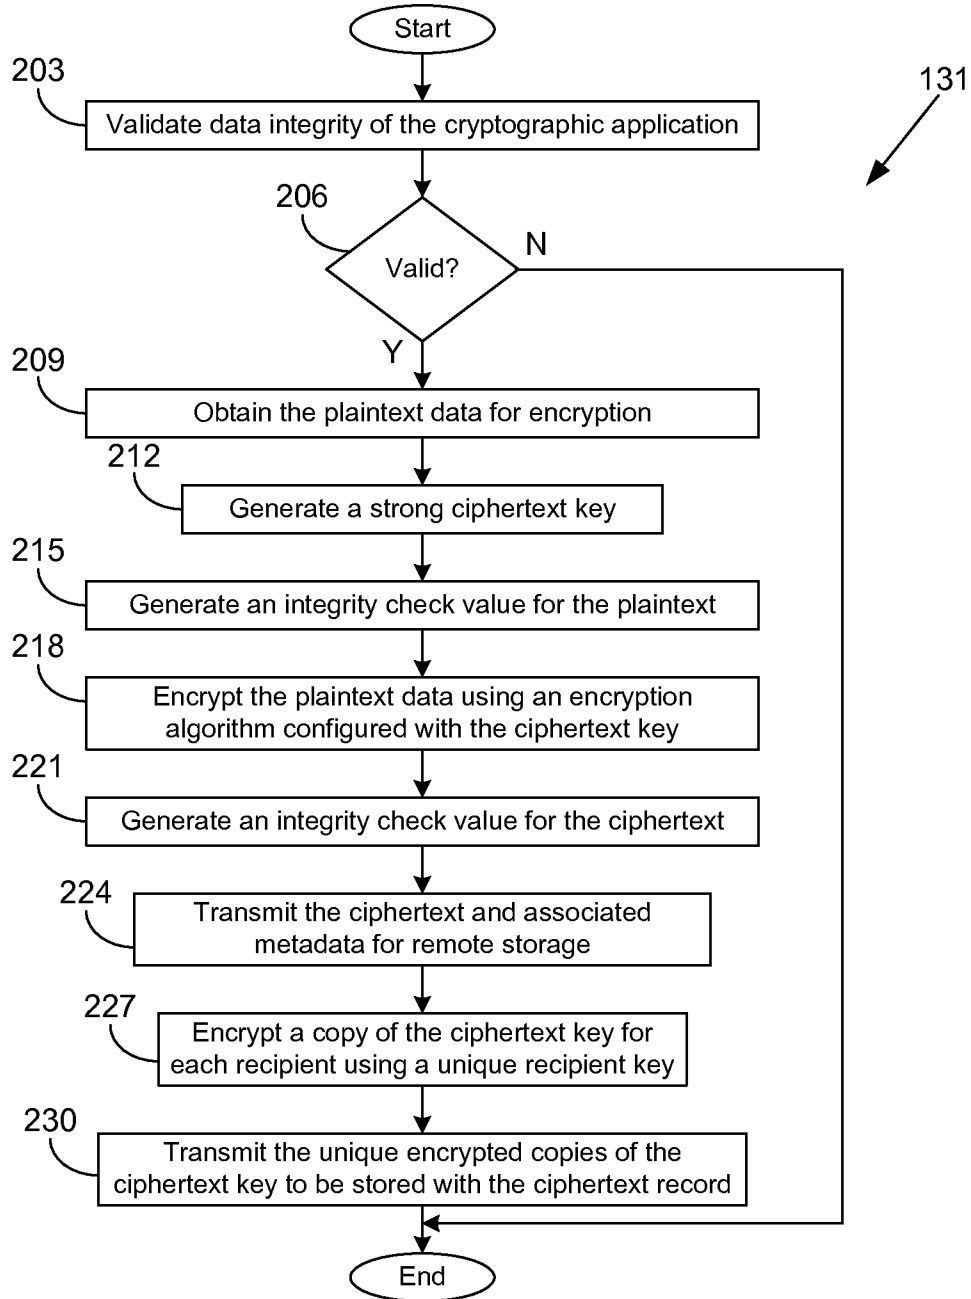 Start
203
131
Validate data integrity of the cryptographic application
206
N
Valid?
Y
209
Obtain the plaintext data for encryption
212
Generate a strong ciphertext key
215
Generate an integrity check value for the plaintext
218
Encrypt the plaintext data using an encryption
algorithm configured with the ciphertext key
221
Generate an integrity check value for the ciphertext
224
Transmit the ciphertext and associated
metadata for remote storage
227
Encrypt a copy of the ciphertext key for
each recipient using a unique recipient key
230
Transmit the unique encrypted copies of the
ciphertext key to be stored with the ciphertext record
End